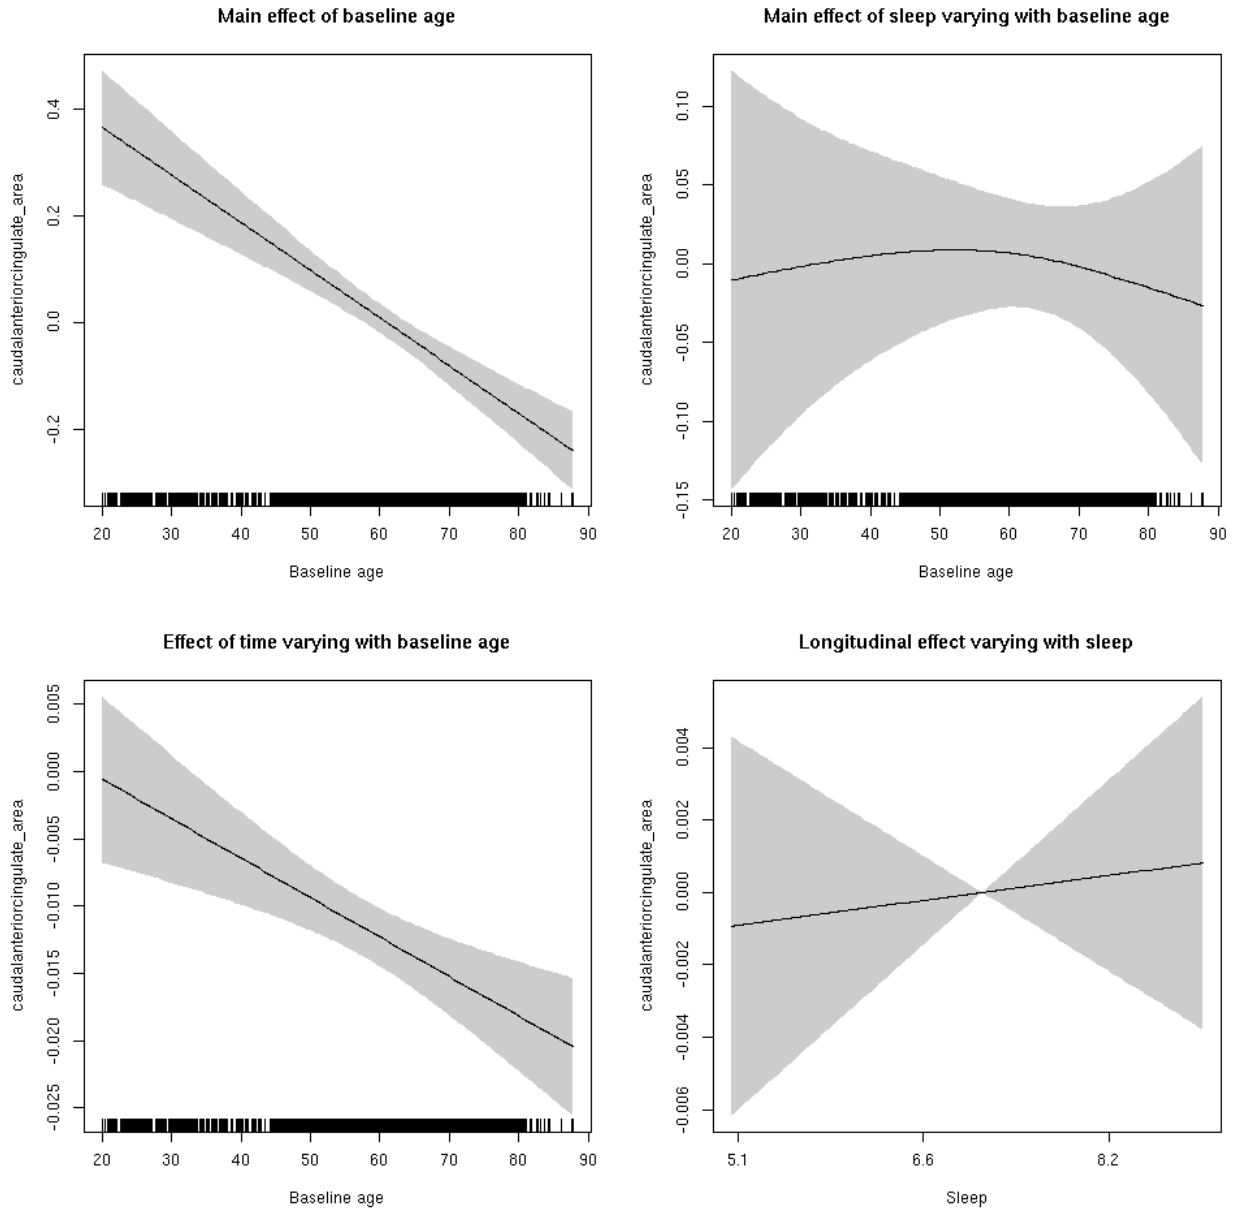 Main effect of baseline age
caudalanteriorcingulate_area
0.4
0.2
0.0
-0.2
20 30 40 50 60 70 80 90
Baseline age
Main effect of sleep varying with baseline age
caudalanteriorcingulate_area
0.10
0.05
0.00
-0.05
-0.10
-0.15
20 30 40 50 60 70 80 90
Baseline age
Effect of time varying with baseline age
caudalanteriorcingulate_area
0.005
0.000
-0.005
-0.010
-0.015
-0.020
-0.025
20 30 40 50 60 70 80 90
Baseline age
Longitudinal effect varying with sleep
caudalanteriorcingulate_area
0.004
0.002
0.000
-0.002
-0.004
-0.006
5.1 6.6 8.2
Sleep